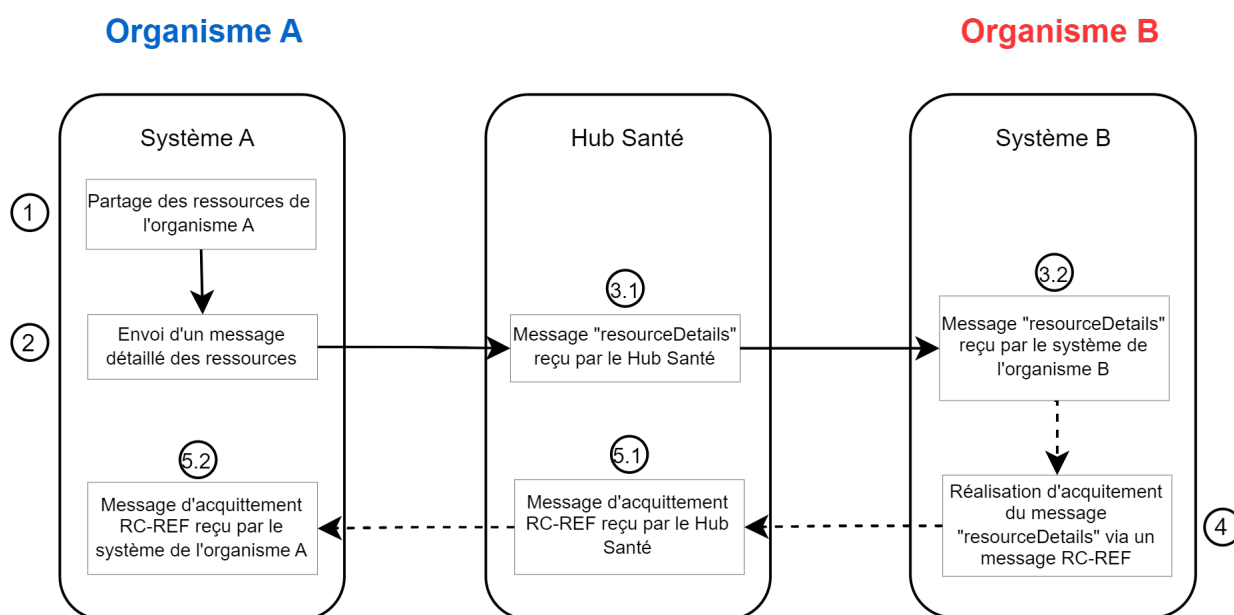 Organisme A
Organisme B
Système A
Hub Santé
Système B
1
Partage des ressources de
l'organisme A
2
Envoi d'un message
détaillé des ressources
3.1
Message "resourceDetails"
reçu par le Hub Santé
3.2
Message "resourceDetails"
reçu par le système de
l'organisme B
4
Réalisation d'acquitement
du message
"resourceDetails" via un
message RC-REF
5.1
Message d'acquittement
RC-REF reçu par le Hub
Santé
5.2
Message d'acquittement
RC-REF reçu par le
système de l'organisme A